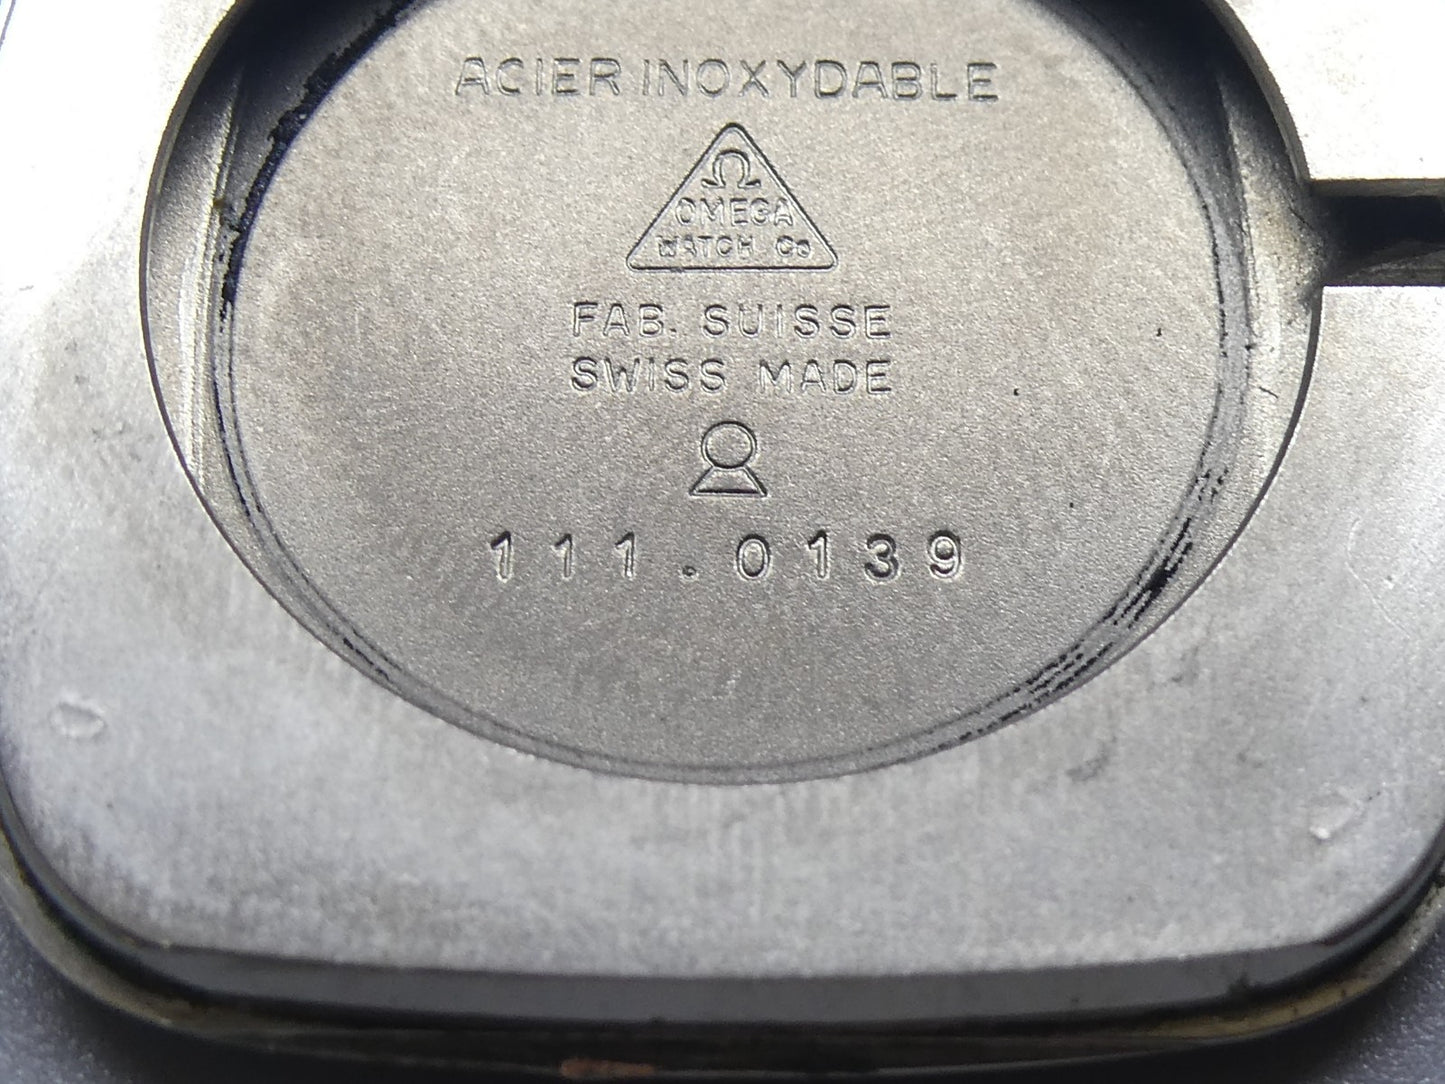 ACIER INOXYDABLE
Ω
OMEGA
WATCH Co
FAB. SUISSE
SWISS MADE
111.0139